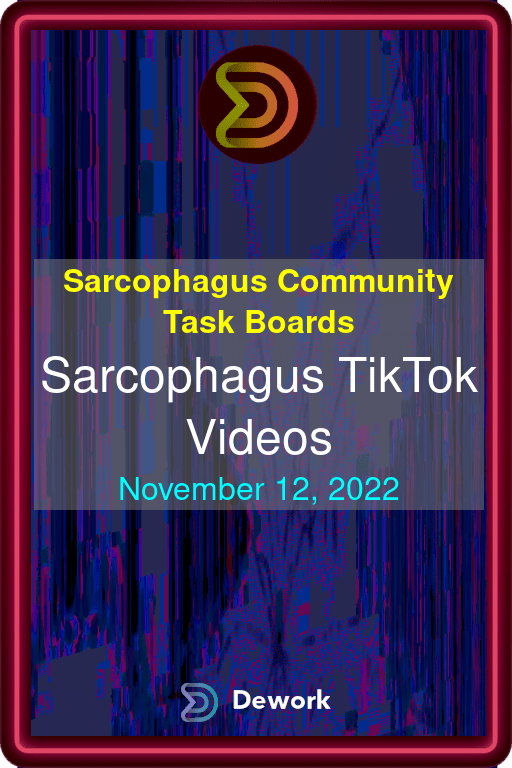 Sarcophagus Community
Task Boards
Sarcophagus TikTok
Videos
November 12, 2022
Dework